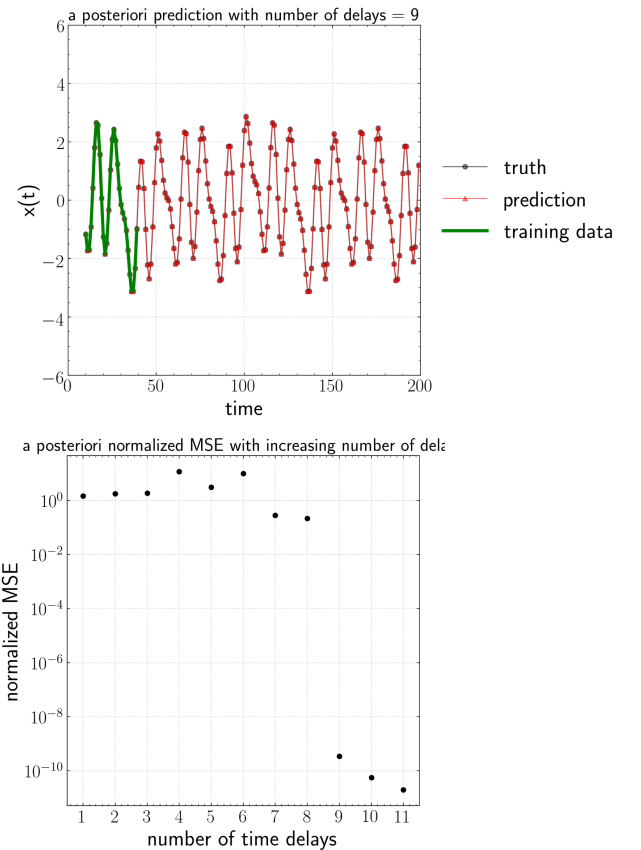 a posteriori prediction with number of delays = 9
6
4
2
0
−2
−4
−6
x(t)
0
50
100
150
200
time
truth
prediction
training data
a posteriori normalized MSE with increasing number of dela
10^0
10^−2
10^−4
10^−6
10^−8
10^−10
normalized MSE
1 2 3 4 5 6 7 8 9 10 11
number of time delays